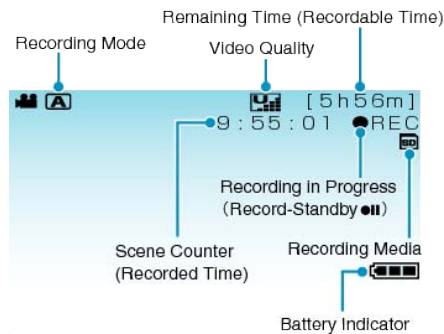 Remaining Time (Recordable Time)
Recording Mode
Video Quality
A
[5h56m]
9:55:01 ●REC
SD
Recording in Progress
(Record-Standby ●II)
Scene Counter
(Recorded Time)
Recording Media
Battery Indicator